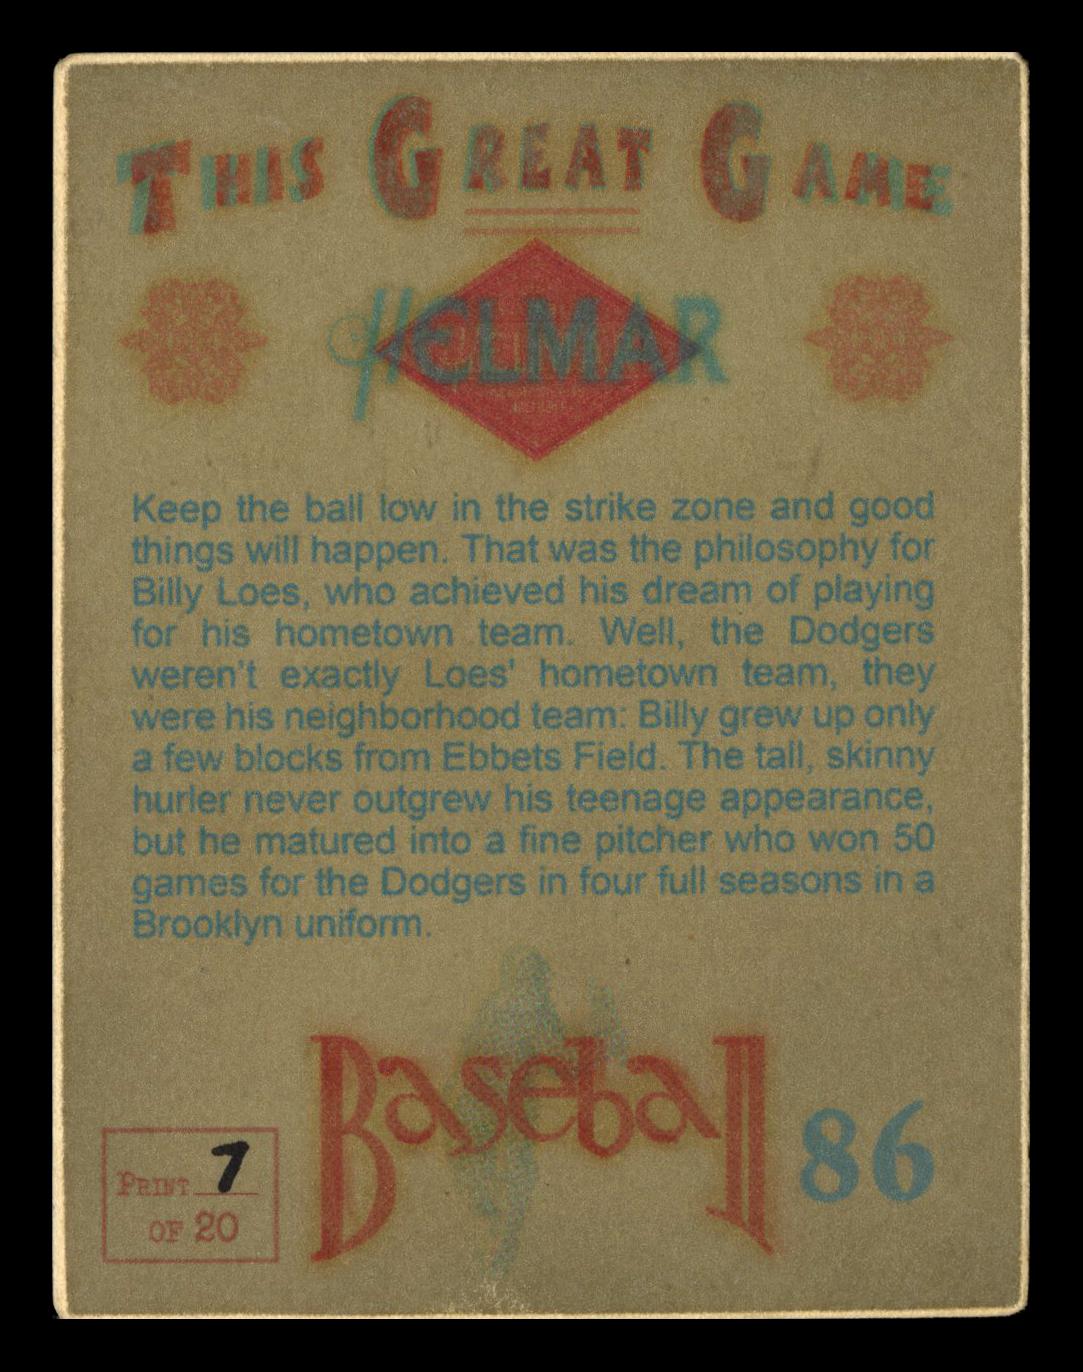 THIS GREAT GAME
HELMAR
Keep the ball low in the strike zone and good
things will happen. That was the philosophy for
Billy Loes, who achieved his dream of playing
for his hometown team. Well, the Dodgers
weren't exactly Loes' hometown team, they
were his neighborhood team: Billy grew up only
a few blocks from Ebbets Field. The tall, skinny
hurler never outgrew his teenage appearance,
but he matured into a fine pitcher who won 50
games for the Dodgers in four full seasons in a
Brooklyn uniform.
Baseball
86
PRINT 7
OF 20